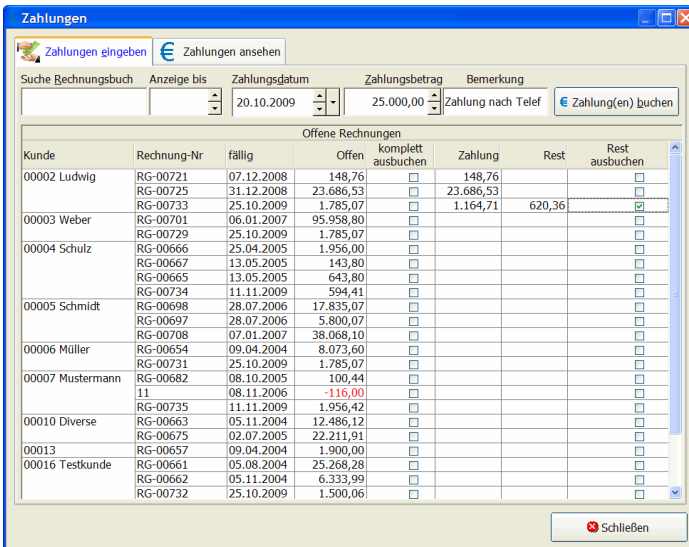 Zahlungen
Zahlungen eingeben
€ Zahlungen ansehen
Suche Rechnungsbuch Anzeige bis Zahlungsdatum Zahlungsbetrag Bemerkung
20.10.2009 25.000,00 Zahlung nach Telef € Zahlung(en) buchen
Offene Rechnungen
Kunde Rechnung-Nr fällig Offen komplett ausbuchen Zahlung Rest Rest ausbuchen
00002 Ludwig RG-00721 07.12.2008 148,76 148,76
RG-00725 31.12.2008 23.686,53 23.686,53
RG-00733 25.10.2009 1.785,07 1.164,71 620,36
00003 Weber RG-00701 06.01.2007 95.958,80
RG-00729 25.10.2009 1.785,07
00004 Schulz RG-00666 25.04.2005 1.956,00
RG-00667 13.05.2005 143,80
RG-00665 13.05.2005 643,80
RG-00734 11.11.2009 594,41
00005 Schmidt RG-00698 28.07.2006 17.835,07
RG-00697 28.07.2006 5.800,07
RG-00708 07.01.2007 38.068,10
00006 Müller RG-00654 09.04.2004 8.073,60
RG-00731 25.10.2009 1.785,07
00007 Mustermann RG-00682 08.10.2005 100,44
11 08.11.2006 -116,00
RG-00735 11.11.2009 1.956,42
00010 Diverse RG-00663 05.11.2004 12.486,12
RG-00675 02.07.2005 22.211,91
00013 RG-00657 09.04.2004 1.900,00
00016 Testkunde RG-00661 05.08.2004 25.268,28
RG-00662 05.11.2004 6.333,99
RG-00732 25.10.2009 1.500,06
Schließen